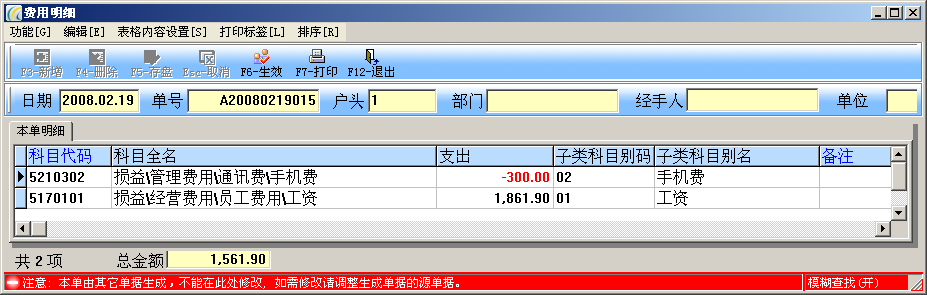 费用明细
功能[G] 编辑[E] 表格内容设置[S] 打印标签[L] 排序[R]
F3-新增 F4-删除 F5-存盘 Esc-取消 F6-生效 F7-打印 F12-退出
日期 2008.02.19 单号 A20080219015 户头 1 部门 经手人 单位
本单明细
科目代码 科目全名 支出 子类科目别码 子类科目别名 备注
5210302 损益\管理费用\通讯费\手机费 -300.00 02 手机费
5170101 损益\经营费用\员工费用\工资 1,861.90 01 工资
共 2 项 总金额 1,561.90
注意: 本单由其它单据生成，不能在此处修改, 如需修改请调整生成单据的源单据。 模糊查找(开)